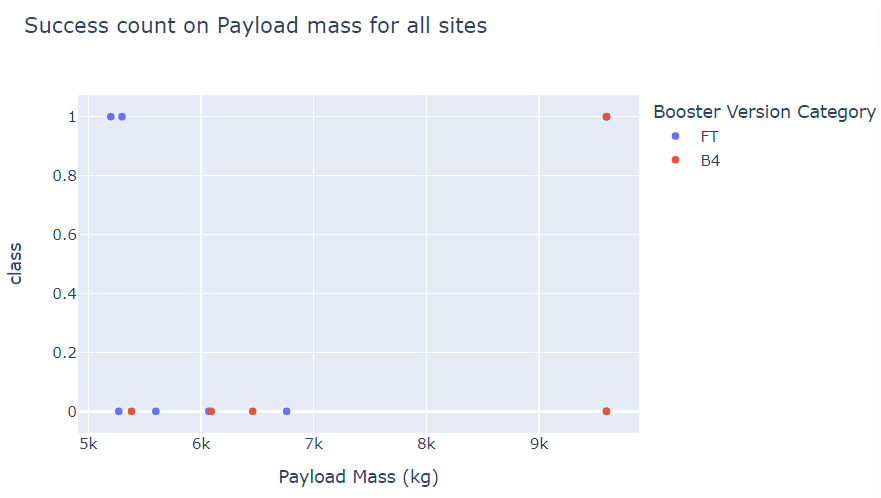 Success count on Payload mass for all sites
Booster Version Category
FT
B4
class
1
0.8
0.6
0.4
0.2
0
5k 6k 7k 8k 9k
Payload Mass (kg)